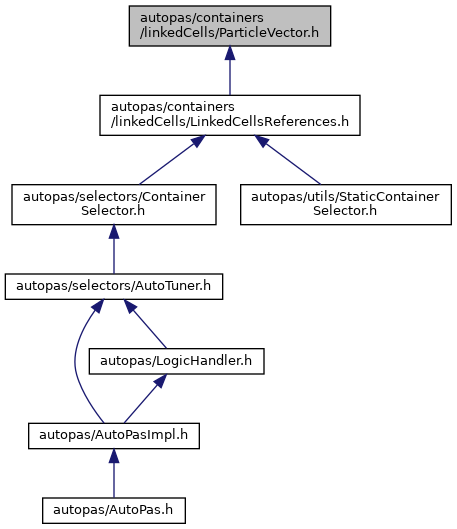 autopas/containers
/linkedCells/ParticleVector.h
autopas/containers
/linkedCells/LinkedCellsReferences.h
autopas/selectors/Container
Selector.h
autopas/utils/StaticContainer
Selector.h
autopas/selectors/AutoTuner.h
autopas/LogicHandler.h
autopas/AutoPasImpl.h
autopas/AutoPas.h